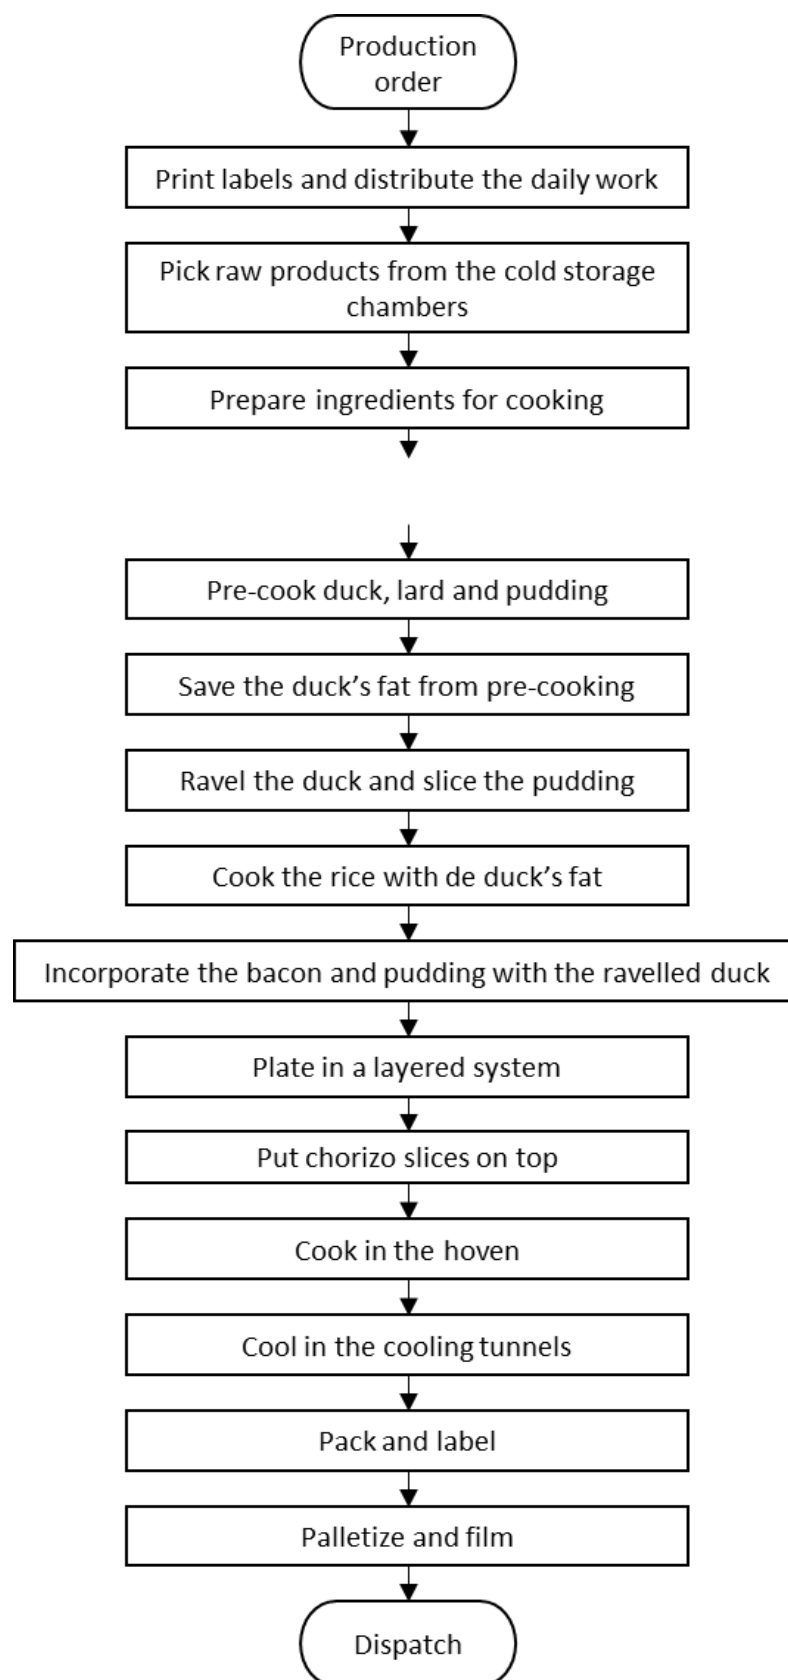 Production
order
Print labels and distribute the daily work
Pick raw products from the cold storage
chambers
Prepare ingredients for cooking
Pre-cook duck, lard and pudding
Save the duck’s fat from pre-cooking
Ravel the duck and slice the pudding
Cook the rice with de duck’s fat
Incorporate the bacon and pudding with the ravelled duck
Plate in a layered system
Put chorizo slices on top
Cook in the hoven
Cool in the cooling tunnels
Pack and label
Palletize and film
Dispatch